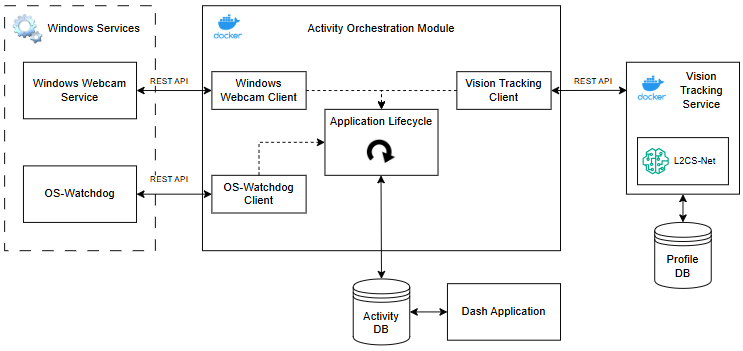 Windows Services
docker
Activity Orchestration Module
Windows Webcam
Service
REST API
Windows
Webcam Client
Vision Tracking
Client
REST API
docker
Vision
Tracking
Service
Application Lifecycle
L2CS-Net
OS-Watchdog
REST API
OS-Watchdog
Client
Profile
DB
Activity
DB
Dash Application